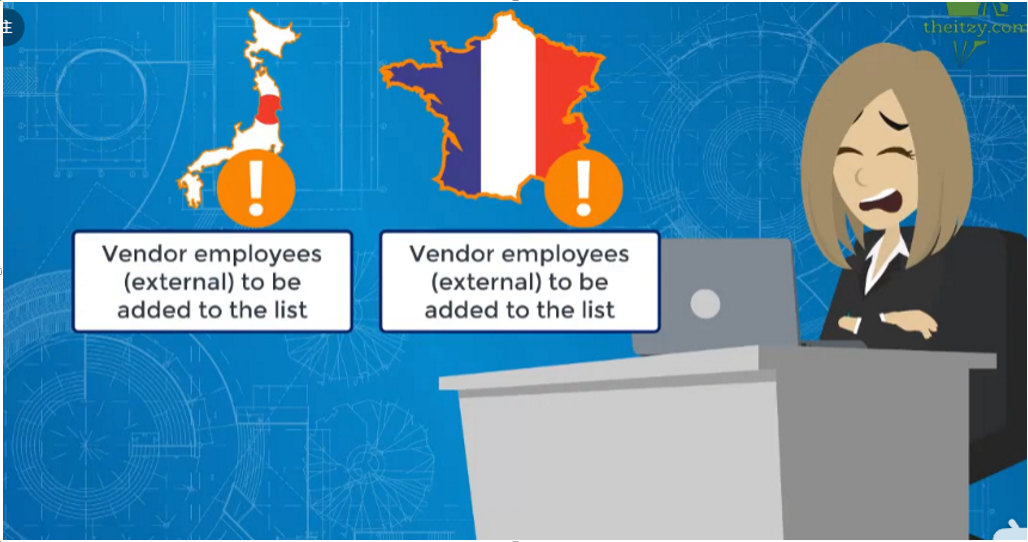 主
theitzy.com
Vendor employees
(external) to be
added to the list
Vendor employees
(external) to be
added to the list